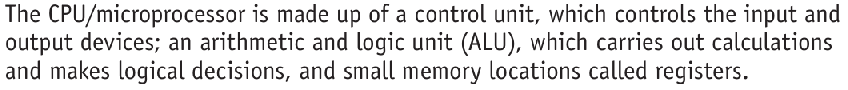 The CPU/microprocessor is made up of a control unit, which controls the input and
output devices; an arithmetic and logic unit (ALU), which carries out calculations
and makes logical decisions, and small memory locations called registers.